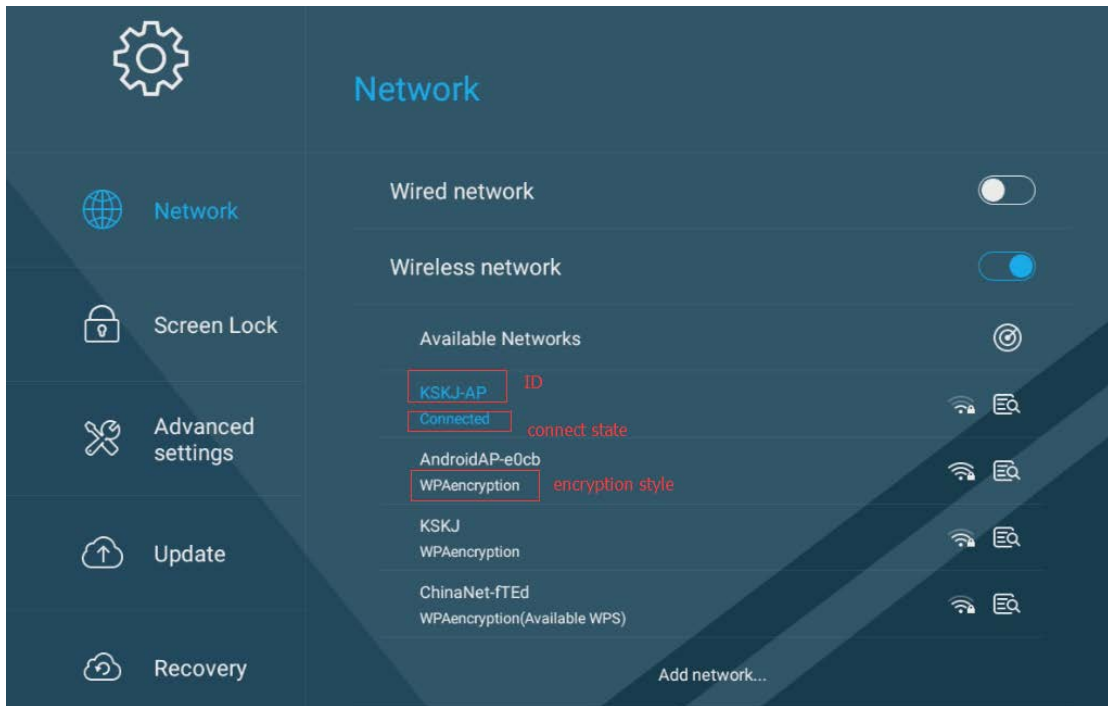 Network
Network
Wired network
Wireless network
Screen Lock
Available Networks
KSKJ-AP
ID
Connected
connect state
Advanced
settings
AndroidAP-e0cb
WPAencryption
encryption style
KSKJ
WPAencryption
Update
ChinaNet-fTEd
WPAencryption(Available WPS)
Recovery
Add network...